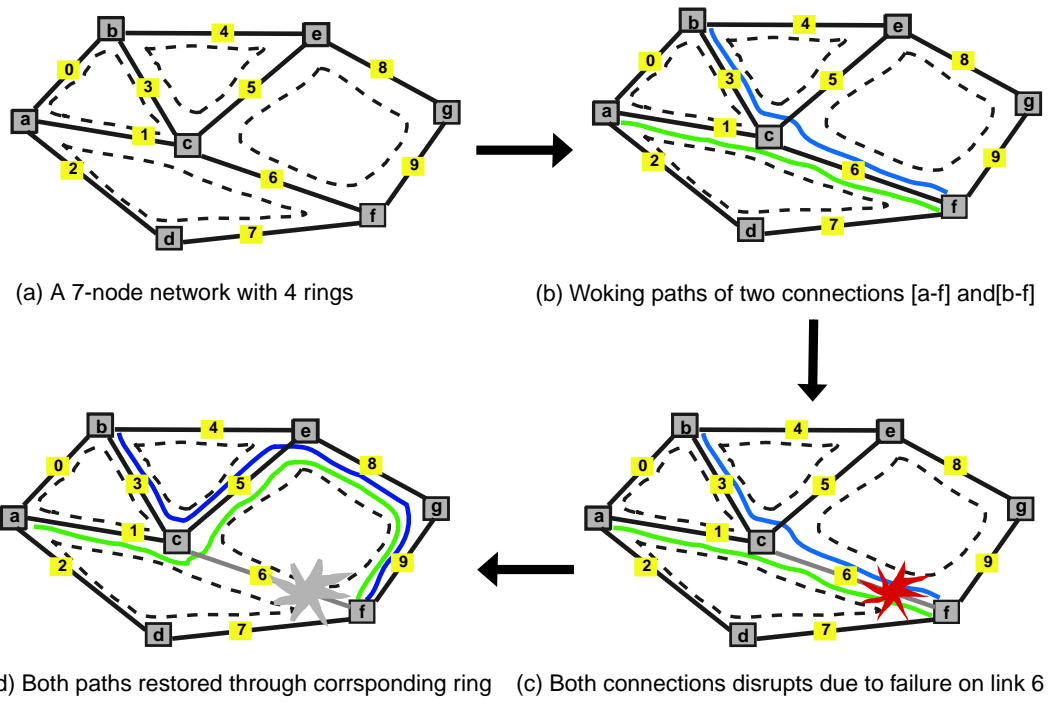 b
4
e
0
3
5
8
a
1
c
g
2
6
9
d
7
f
(a) A 7-node network with 4 rings
b
4
e
0
3
5
8
a
1
c
g
2
6
9
d
7
f
(b) Woking paths of two connections [a-f] and[b-f]
b
4
e
0
3
5
8
a
1
c
g
2
6
9
d
7
f
d) Both paths restored through corrsponding ring
b
4
e
0
3
5
8
a
1
c
g
2
6
9
d
7
f
(c) Both connections disrupts due to failure on link 6